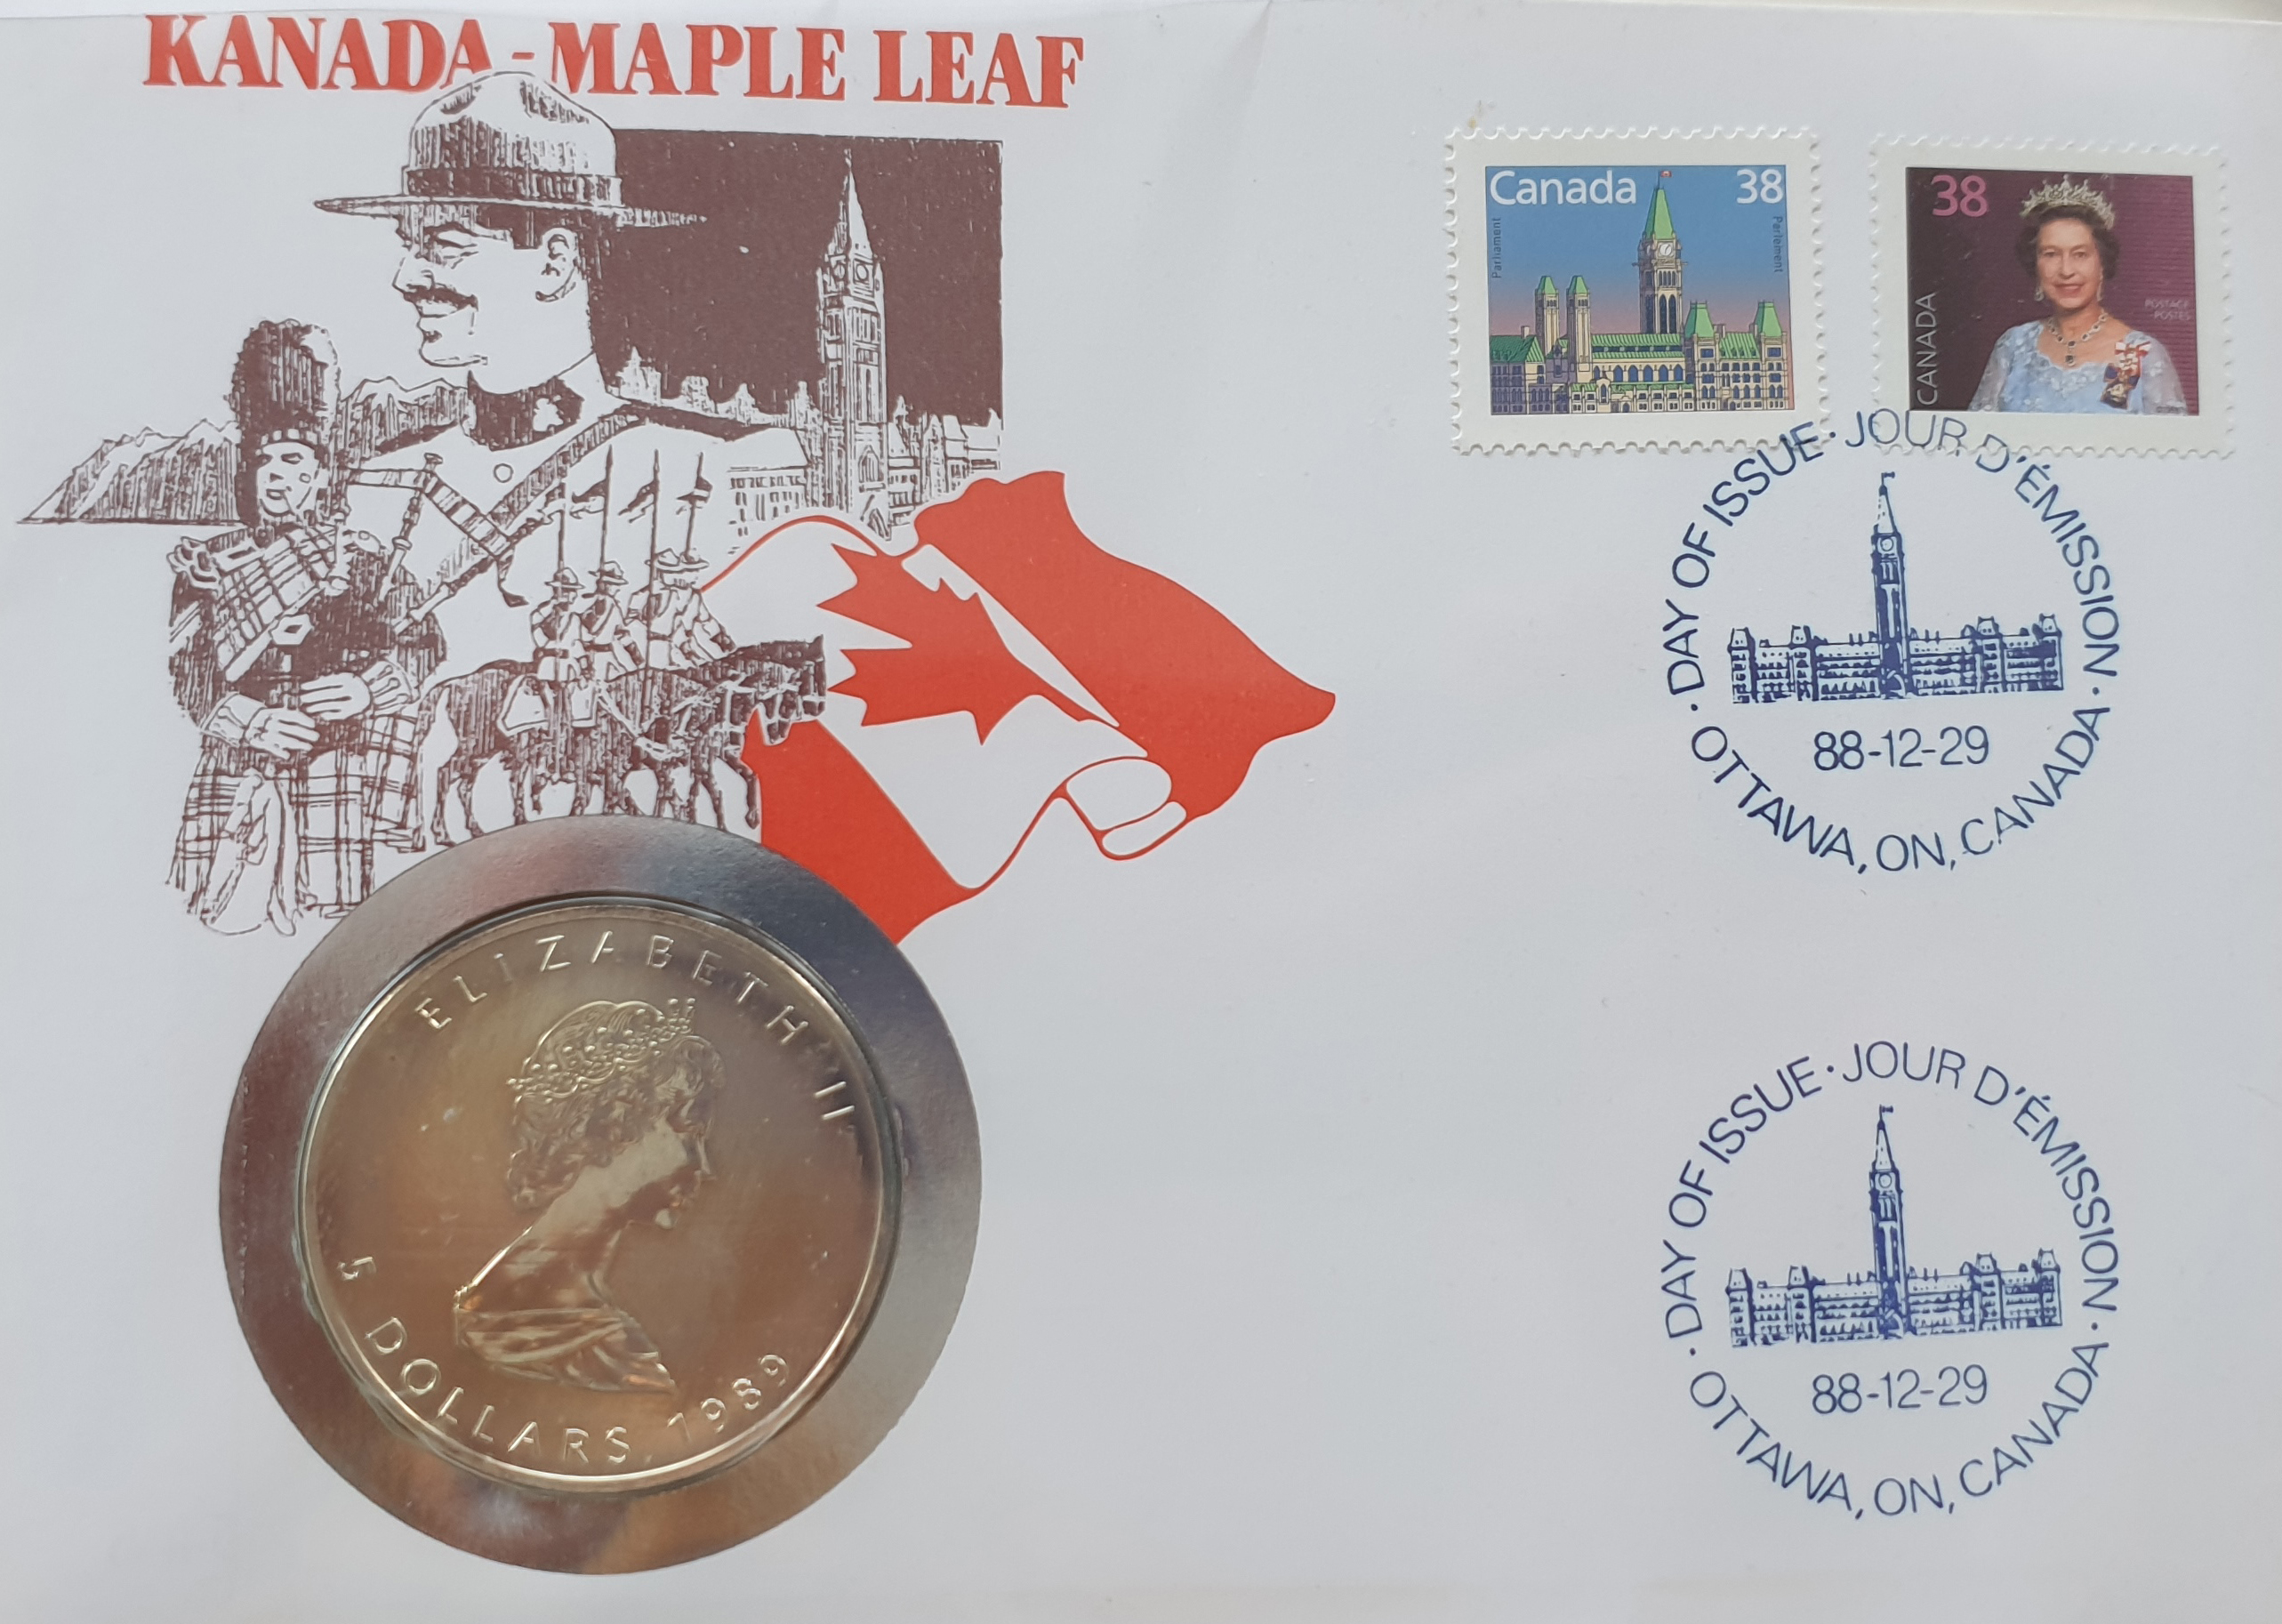 KANADA - MAPLE LEAF
Canada 38
Parliament
Parlement
38
CANADA
POSTAGE
POSTES
· DAY OF ISSUE · JOUR D'ÉMISSION ·
OTTAWA, ON, CANADA
88-12-29
ELIZABETH II
5 DOLLARS 1989
· DAY OF ISSUE · JOUR D'ÉMISSION ·
OTTAWA, ON, CANADA
88-12-29